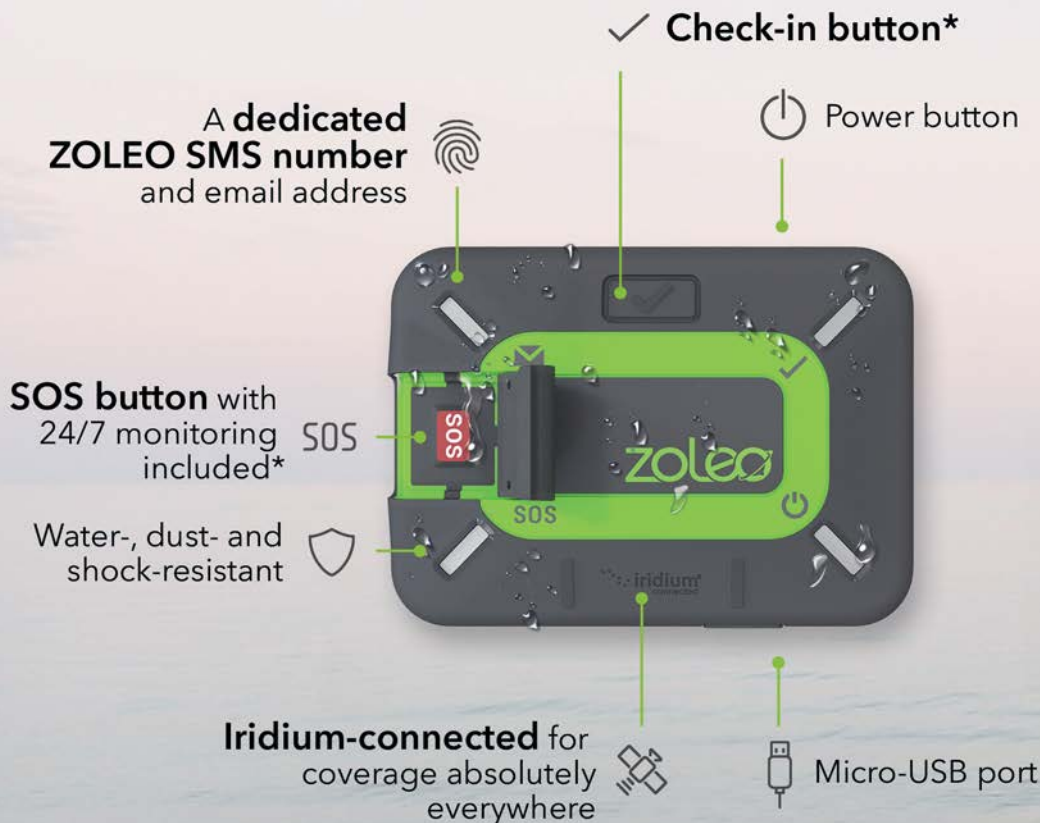 Check-in button*
Power button
A dedicated
ZOLEO SMS number
and email address
SOS button with
24/7 monitoring
included*
SOS
SOS
zoleo
SOS
Water-, dust- and
shock-resistant
iridium
connected
Iridium-connected for
coverage absolutely
everywhere
Micro-USB port